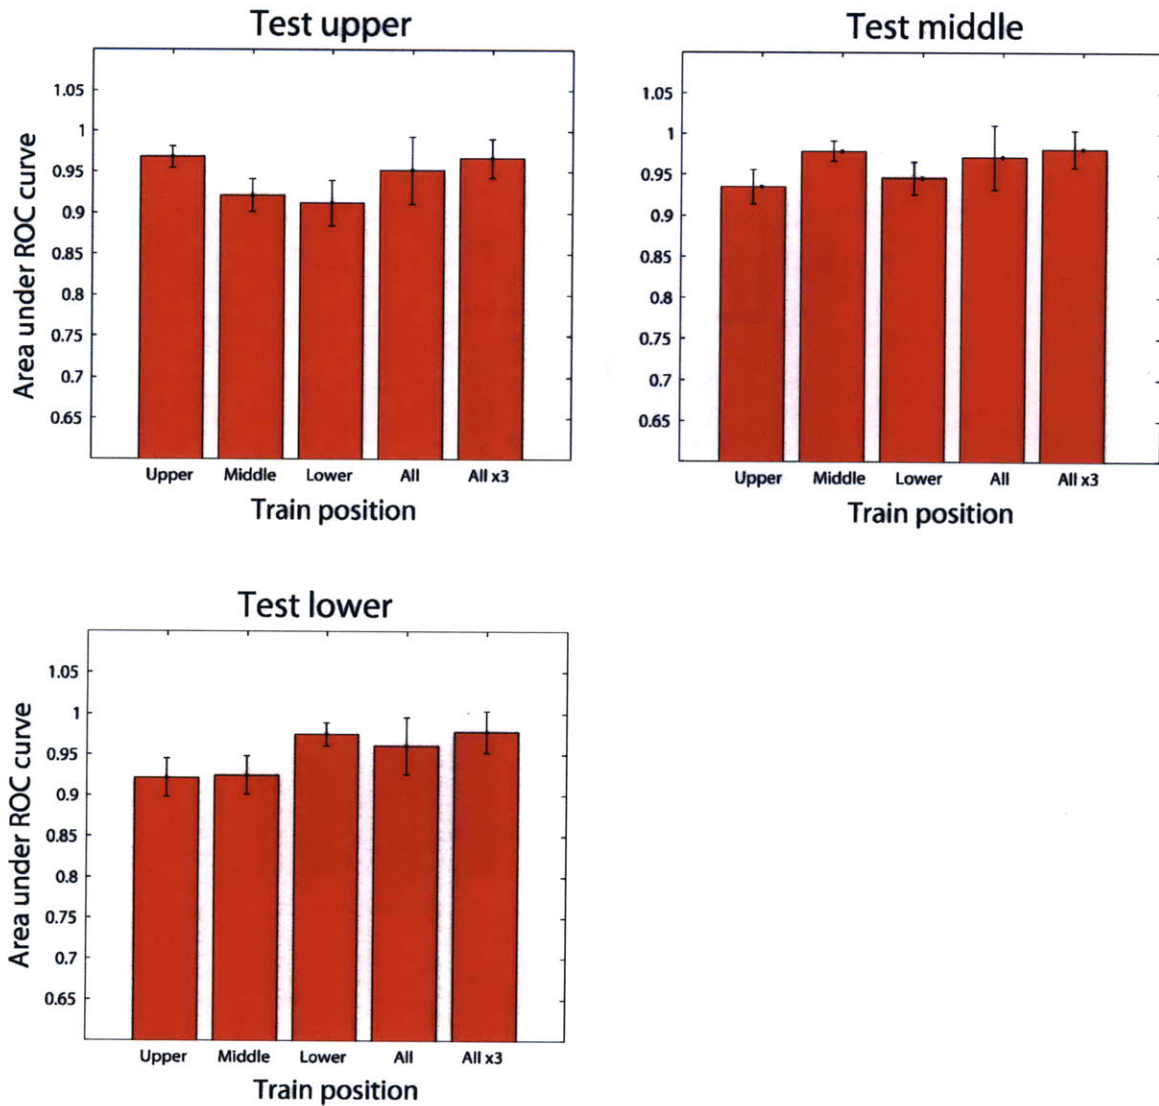 Test upper
Area under ROC curve
1.05
1
0.95
0.9
0.85
0.8
0.75
0.7
0.65
Upper Middle Lower All All x3
Train position
Test middle
1.05
1
0.95
0.9
0.85
0.8
0.75
0.7
0.65
Upper Middle Lower All All x3
Train position
Test lower
Area under ROC curve
1.05
1
0.95
0.9
0.85
0.8
0.75
0.7
0.65
Upper Middle Lower All All x3
Train position